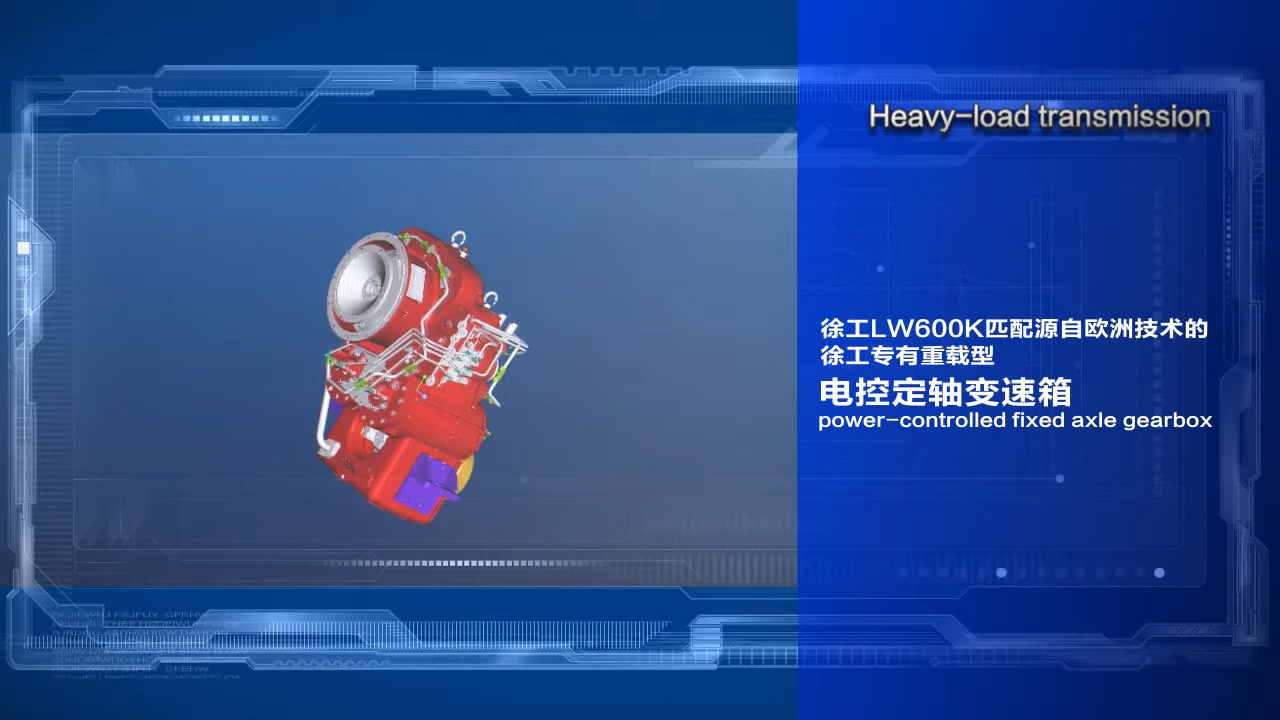 Heavy-load transmission
徐工LW600K匹配源自欧洲技术的
徐工专有重载型
电控定轴变速箱
power-controlled fixed axle gearbox